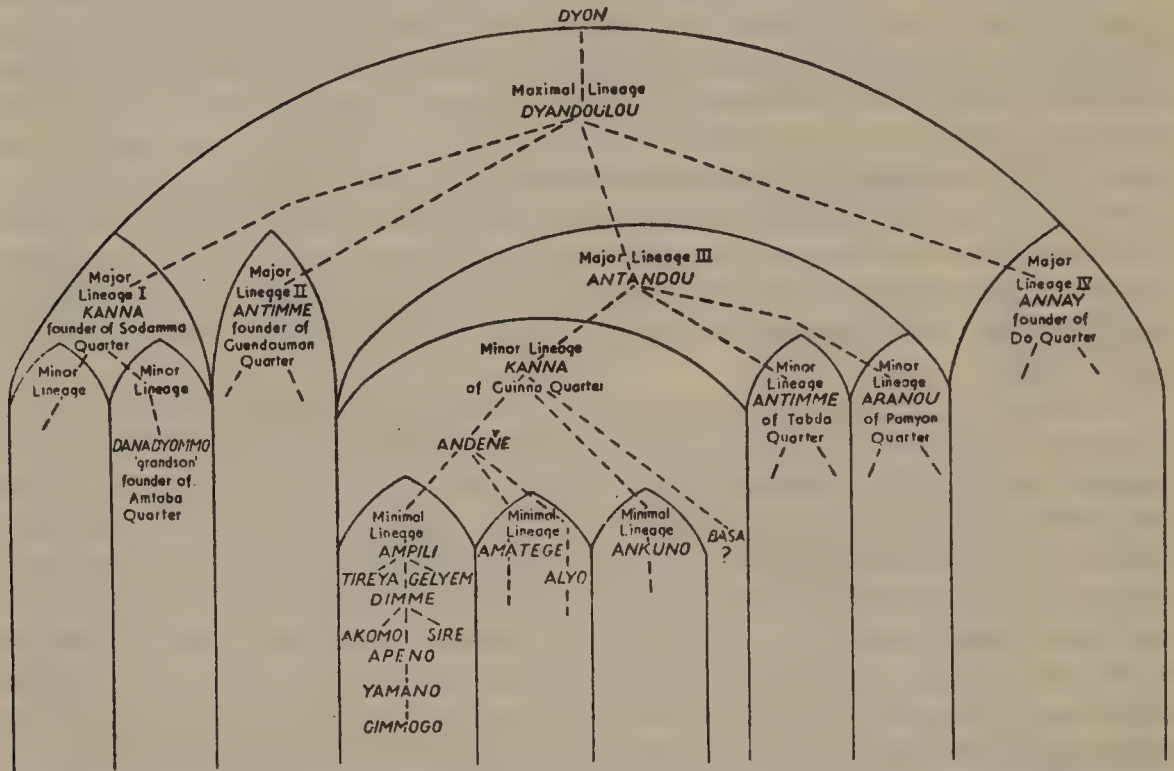 DYON
Maximal Lineage
DYANDOULOU
Major
Lineage I
KANNA
founder of Sodamma
Quarter
Minor
Lineage
Minor
Lineage
DANADYOMMO
'grandson'
founder of
Amtaba
Quarter
Major
Lineage II
ANTIMME
founder of
Guendouman
Quarter
Major Lineage III
ANTANDOU
Minor Lineage
KANNA
of Guinna Quarter
ANDENĚ
Minimal
Lineage
AMPILI
TIREYA GELYEM
DIMME
AKOMO SIRE
APENO
YAMANO
GIMMOGO
Minimal
Lineage
AMATEGE
ALYO
Minimal
Lineage
ANKUNO
BASA
?
Minor
Lineage
ANTIMME
of Tabda
Quarter
Minor
Lineage
ARANOU
of Pamyon
Quarter
Major
Lineage IV
ANNAY
founder of
Do Quarter